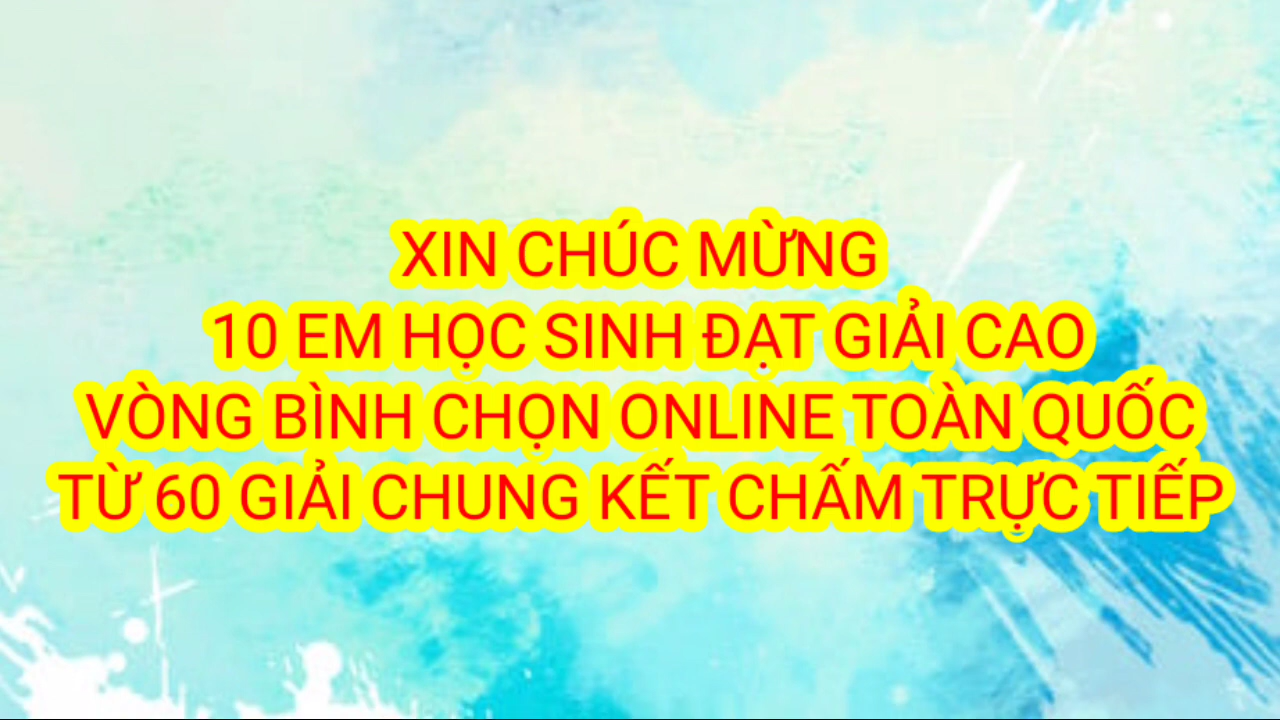 XIN CHÚC MỪNG
10 EM HỌC SINH ĐẠT GIẢI CAO
VÒNG BÌNH CHỌN ONLINE TOÀN QUỐC
TỪ 60 GIẢI CHUNG KẾT CHẤM TRỰC TIẾP